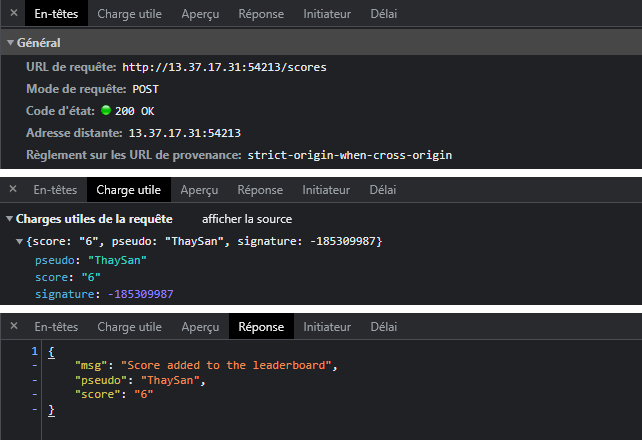 × En-têtes Charge utile Aperçu Réponse Initiateur Délai
▼ Général
URL de requête: http://13.37.17.31:54213/scores
Mode de requête: POST
Code d'état: 200 OK
Adresse distante: 13.37.17.31:54213
Règlement sur les URL de provenance: strict-origin-when-cross-origin
× En-têtes Charge utile Aperçu Réponse Initiateur Délai
▼ Charges utiles de la requête afficher la source
▼ {score: "6", pseudo: "ThaySan", signature: -185309987}
pseudo: "ThaySan"
score: "6"
signature: -185309987
× En-têtes Charge utile Aperçu Réponse Initiateur Délai
1 {
- "msg": "Score added to the leaderboard",
- "pseudo": "ThaySan",
- "score": "6"
- }